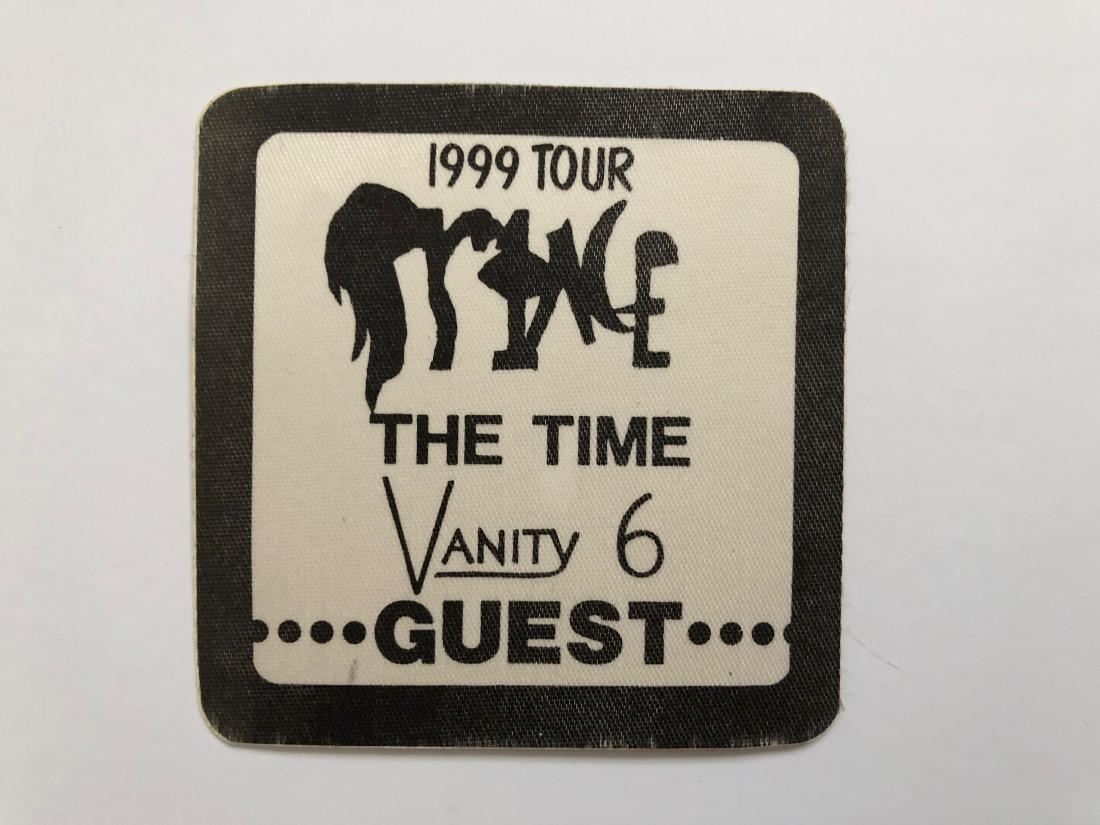 1999 TOUR
PRINCE
THE TIME
VANITY 6
GUEST